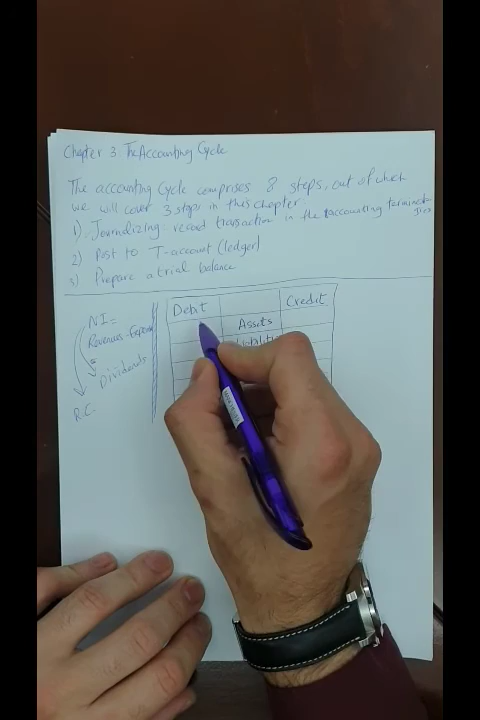 Chapter 3 The Accounting Cycle
The accounting cycle comprises 8 steps, out of which
we will cover 3 steps in this chapter
1) Journalizing: record transaction in the accounting
2) Post to T-account (ledger)
3) Prepare a trial balance
Debit Credit
NI =
Assets
Revenues-Expens
=
Dividends